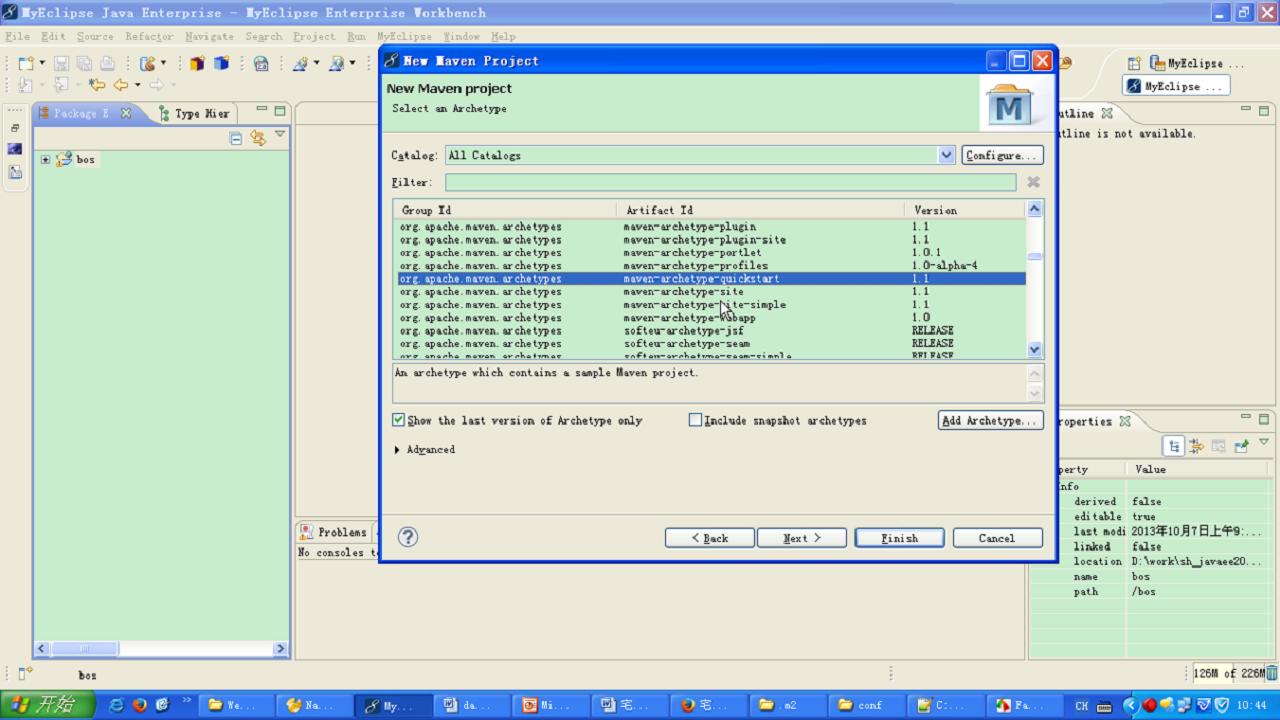 MyEclipse Java Enterprise - MyEclipse Enterprise Workbench
File Edit Source Refactor Navigate Search Project Run MyEclipse Window Help
MyEclipse ...
MyEclipse ...
Package E
Type Hier
bos
New Maven Project
New Maven project
Select an Archetype
Catalog: All Catalogs Configure...
Filter:
Group Id Artifact Id Version
org.apache.maven.archetypes maven-archetype-plugin 1.1
org.apache.maven.archetypes maven-archetype-plugin-site 1.1
org.apache.maven.archetypes maven-archetype-portlet 1.0.1
org.apache.maven.archetypes maven-archetype-profiles 1.0-alpha-4
org.apache.maven.archetypes maven-archetype-quickstart 1.1
org.apache.maven.archetypes maven-archetype-site 1.1
org.apache.maven.archetypes maven-archetype-site-simple 1.1
org.apache.maven.archetypes maven-archetype-webapp 1.0
org.apache.maven.archetypes softeu-archetype-jsf RELEASE
org.apache.maven.archetypes softeu-archetype-seam RELEASE
org.apache.maven.archetypes softeu-archetype-seam-simple RELEASE
An archetype which contains a sample Maven project.
Show the last version of Archetype only Include snapshot archetypes Add Archetype...
Advanced
< Back Next > Finish Cancel
utline
tline is not available.
Problems
No consoles t
roperties
perty Value
nfo
derived false
editable true
last modi 2013年10月7日上午9:...
linked false
location D:\work\sh_javaee20...
name bos
path /bos
bos
126M of 226M
开始 We... Na... My... da... Mi... 宅... 宅... .m2 conf C:... Fa... CH 10:44